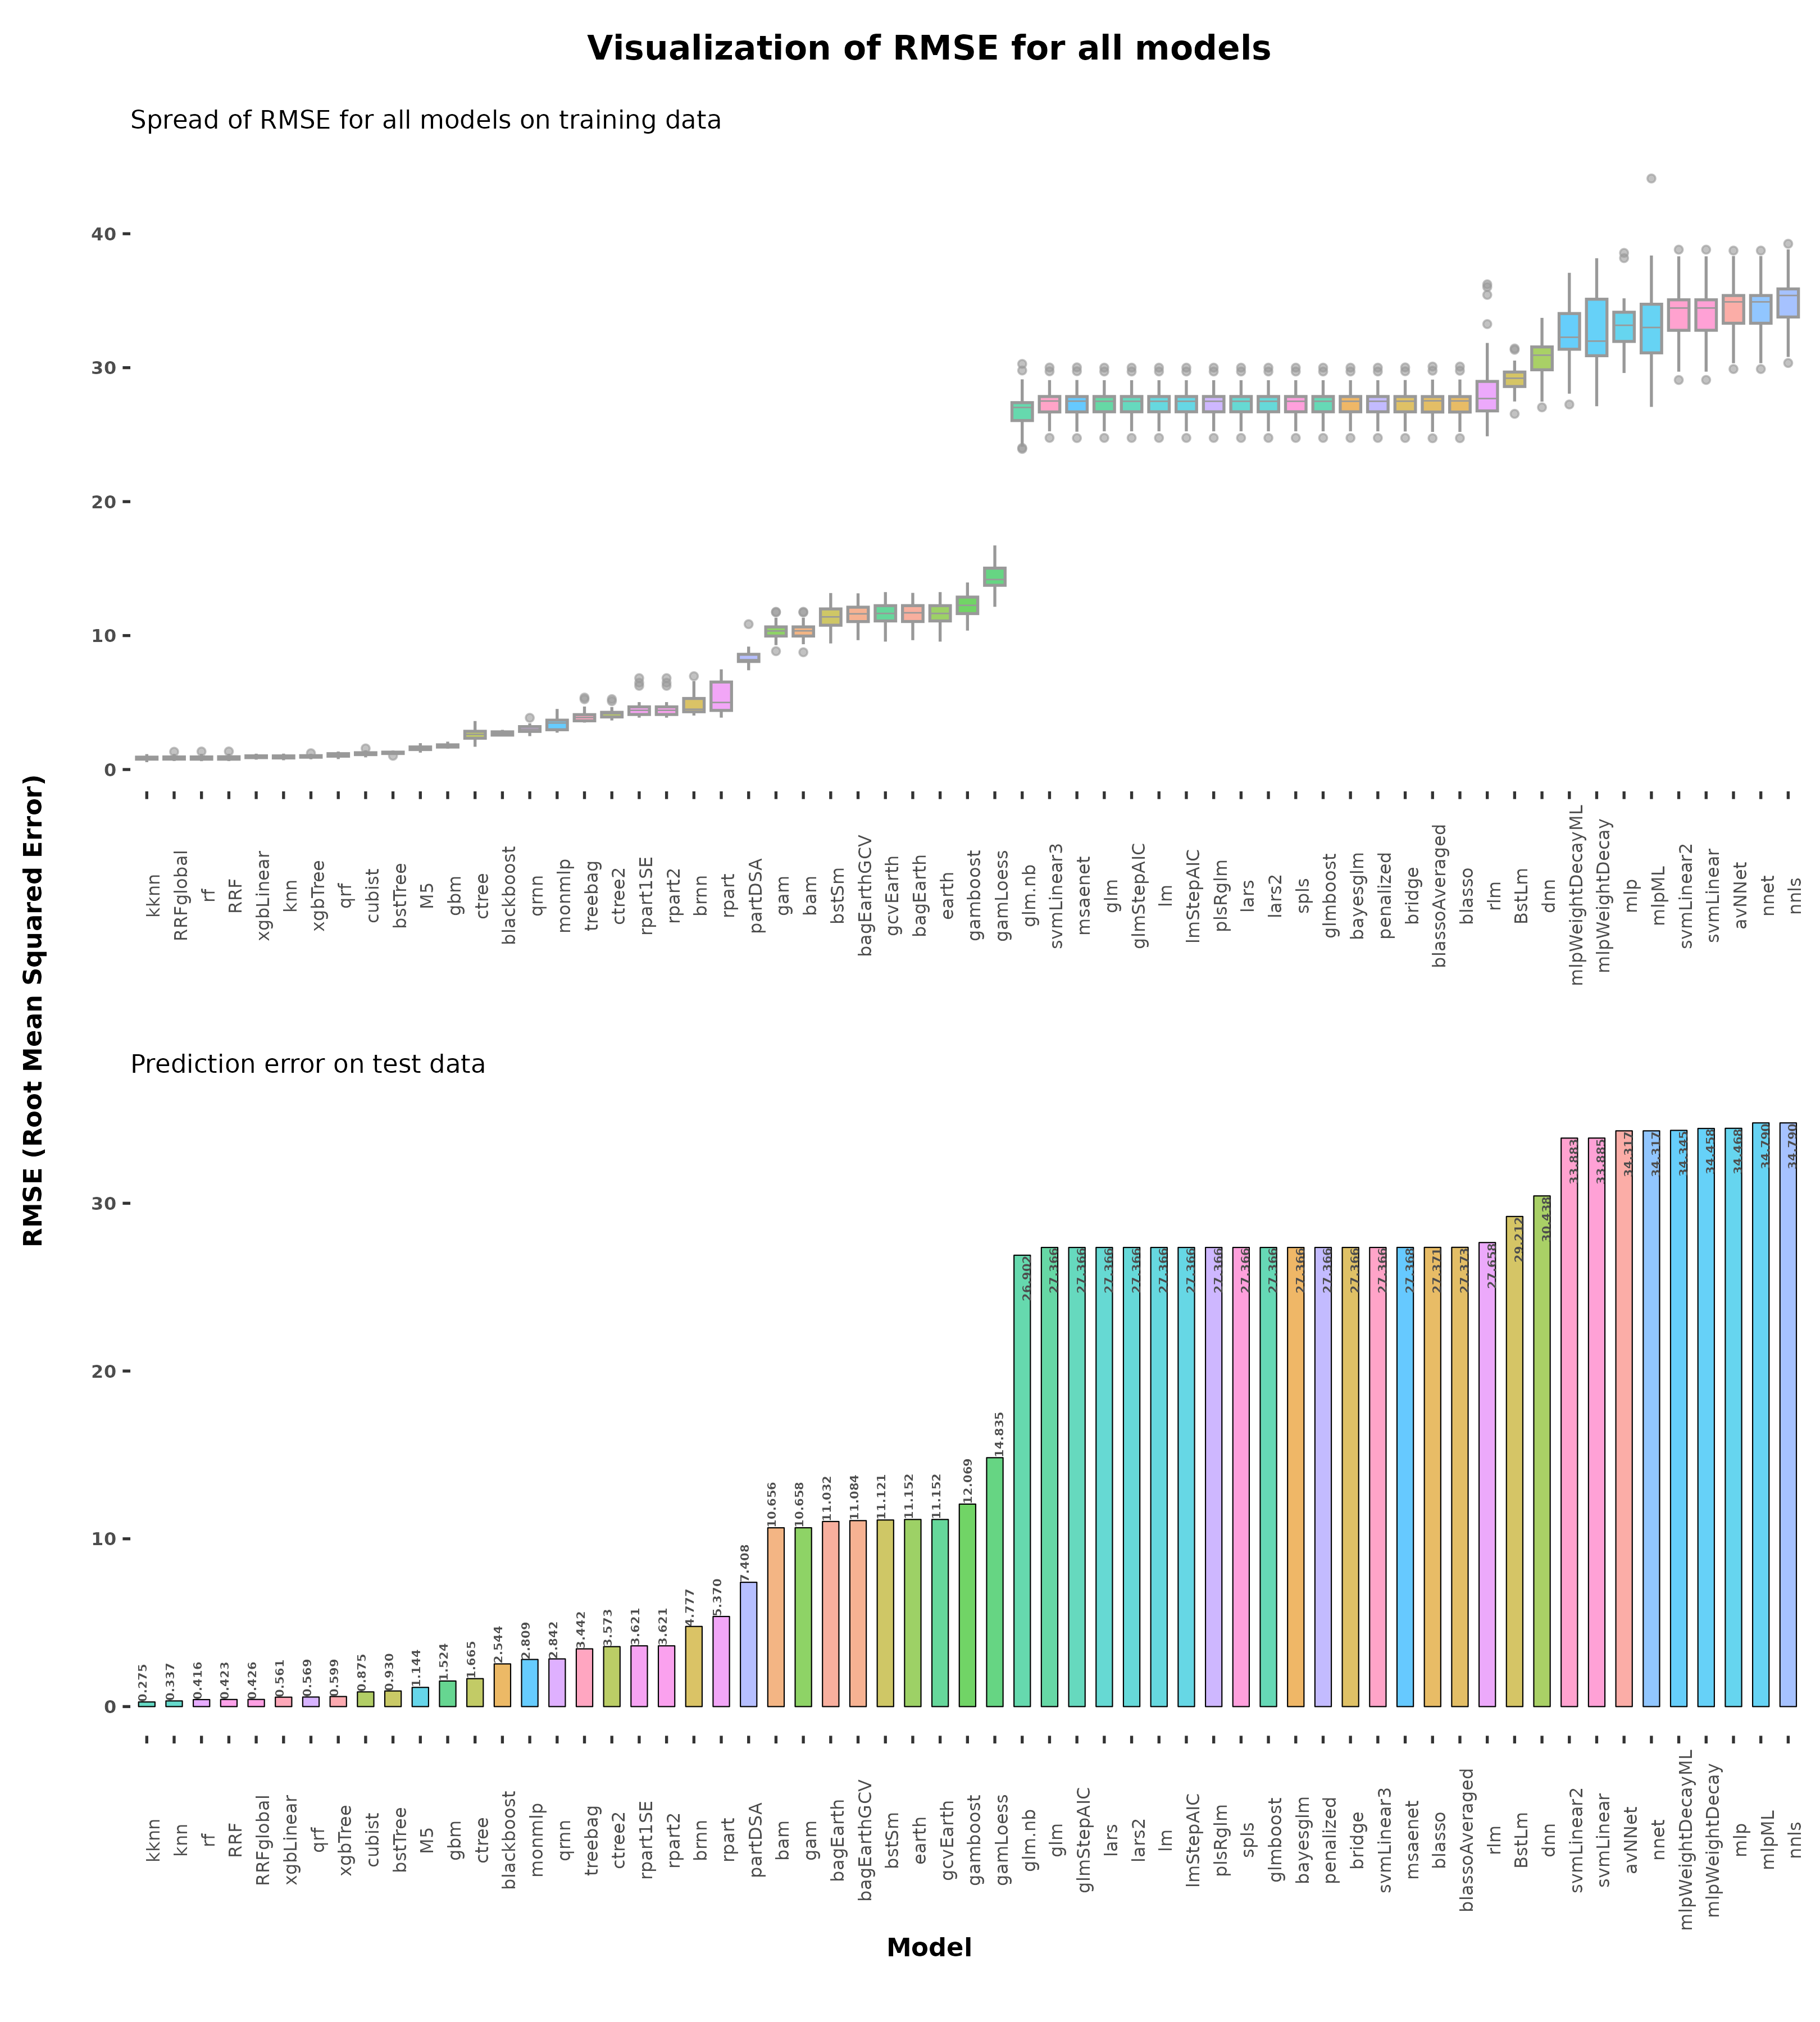 Visualization of RMSE for all models
Spread of RMSE for all models on training data
RMSE (Root Mean Squared Error)
40
30
20
10
0
kknn
RRFglobal
rf
RRF
xgbLinear
knn
xgbTree
qrf
cubist
bstTree
M5
gbm
ctree
blackboost
qrnn
monmlp
treebag
ctree2
rpart1SE
rpart2
brnn
rpart
partDSA
gam
bam
bstSm
bagEarthGCV
gcvEarth
bagEarth
earth
gamboost
gamLoess
glm.nb
svmLinear3
msaenet
glm
glmStepAIC
lm
lmStepAIC
plsRglm
lars
lars2
spls
glmboost
bayesglm
penalized
bridge
blassoAveraged
blasso
rlm
BstLm
dnn
mlpWeightDecayML
mlpWeightDecay
mlp
mlpML
svmLinear2
svmLinear
avNNet
nnet
nnls
Prediction error on test data
30
20
10
0
0.275
0.337
0.416
0.423
0.426
0.561
0.569
0.599
0.875
0.930
1.144
1.524
1.665
2.544
2.809
2.842
3.442
3.573
3.621
3.621
4.777
5.370
7.408
10.656
10.658
11.032
11.084
11.121
11.152
11.152
12.069
14.835
26.902
27.366
27.366
27.366
27.366
27.366
27.366
27.366
27.366
27.366
27.366
27.366
27.366
27.366
27.368
27.371
27.373
27.658
29.212
30.438
33.883
33.885
34.317
34.317
34.345
34.458
34.468
34.790
34.790
kknn
knn
rf
RRF
RRFglobal
xgbLinear
qrf
xgbTree
cubist
bstTree
M5
gbm
ctree
blackboost
monmlp
qrnn
treebag
ctree2
rpart1SE
rpart2
brnn
rpart
partDSA
bam
gam
bagEarth
bagEarthGCV
bstSm
earth
gcvEarth
gamboost
gamLoess
glm.nb
glm
glmStepAIC
lars
lars2
lm
lmStepAIC
plsRglm
spls
glmboost
bayesglm
penalized
bridge
svmLinear3
msaenet
blasso
blassoAveraged
rlm
BstLm
dnn
svmLinear2
svmLinear
avNNet
nnet
mlpWeightDecayML
mlpWeightDecay
mlp
mlpML
nnls
Model